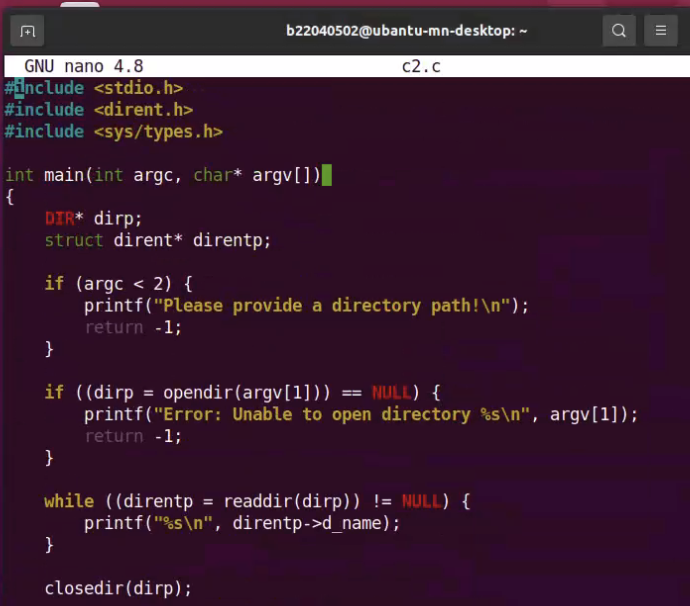 b22040502@ubantu-mn-desktop: ~
GNU nano 4.8 c2.c
#include <stdio.h>
#include <dirent.h>
#include <sys/types.h>
int main(int argc, char* argv[])
{
DIR* dirp;
struct dirent* direntp;
if (argc < 2) {
printf("Please provide a directory path!\n");
return -1;
}
if ((dirp = opendir(argv[1])) == NULL) {
printf("Error: Unable to open directory %s\n", argv[1]);
return -1;
}
while ((direntp = readdir(dirp)) != NULL) {
printf("%s\n", direntp->d_name);
}
closedir(dirp);